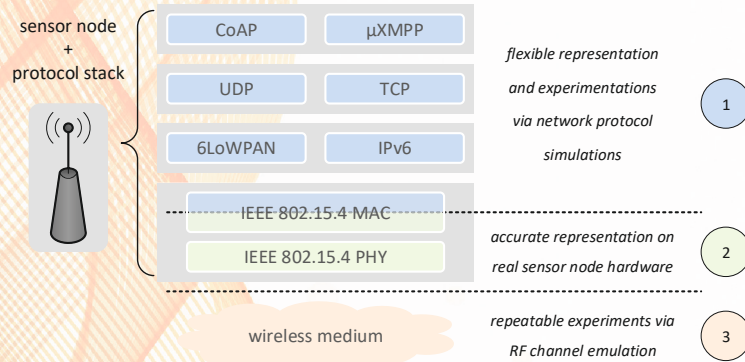 sensor node
+
protocol stack
CoAP
µXMPP
UDP
TCP
6LoWPAN
IPv6
IEEE 802.15.4 MAC
IEEE 802.15.4 PHY
wireless medium
flexible representation
and experimentations
via network protocol
simulations
1
accurate representation on
real sensor node hardware
2
repeatable experiments via
RF channel emulation
3